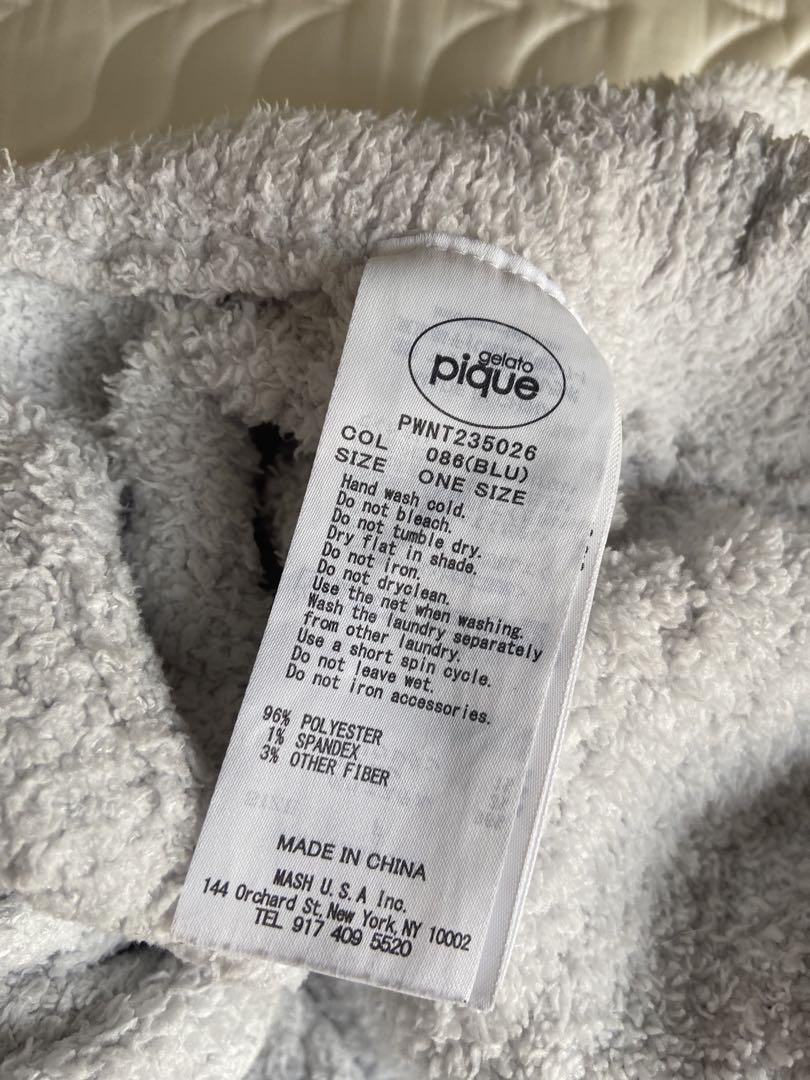 gelato
pique
PWNT235026
COL 086(BLU)
SIZE ONE SIZE
Hand wash cold.
Do not bleach.
Do not tumble dry.
Dry flat in shade.
Do not iron.
Do not dryclean.
Use the net when washing.
Wash the laundry separately
from other laundry.
Use a short spin cycle.
Do not leave wet.
Do not iron accessories.
96% POLYESTER
1% SPANDEX
3% OTHER FIBER
MADE IN CHINA
MASH U.S.A Inc.
144 Orchard St, New York, NY 10002
TEL 917 409 5520